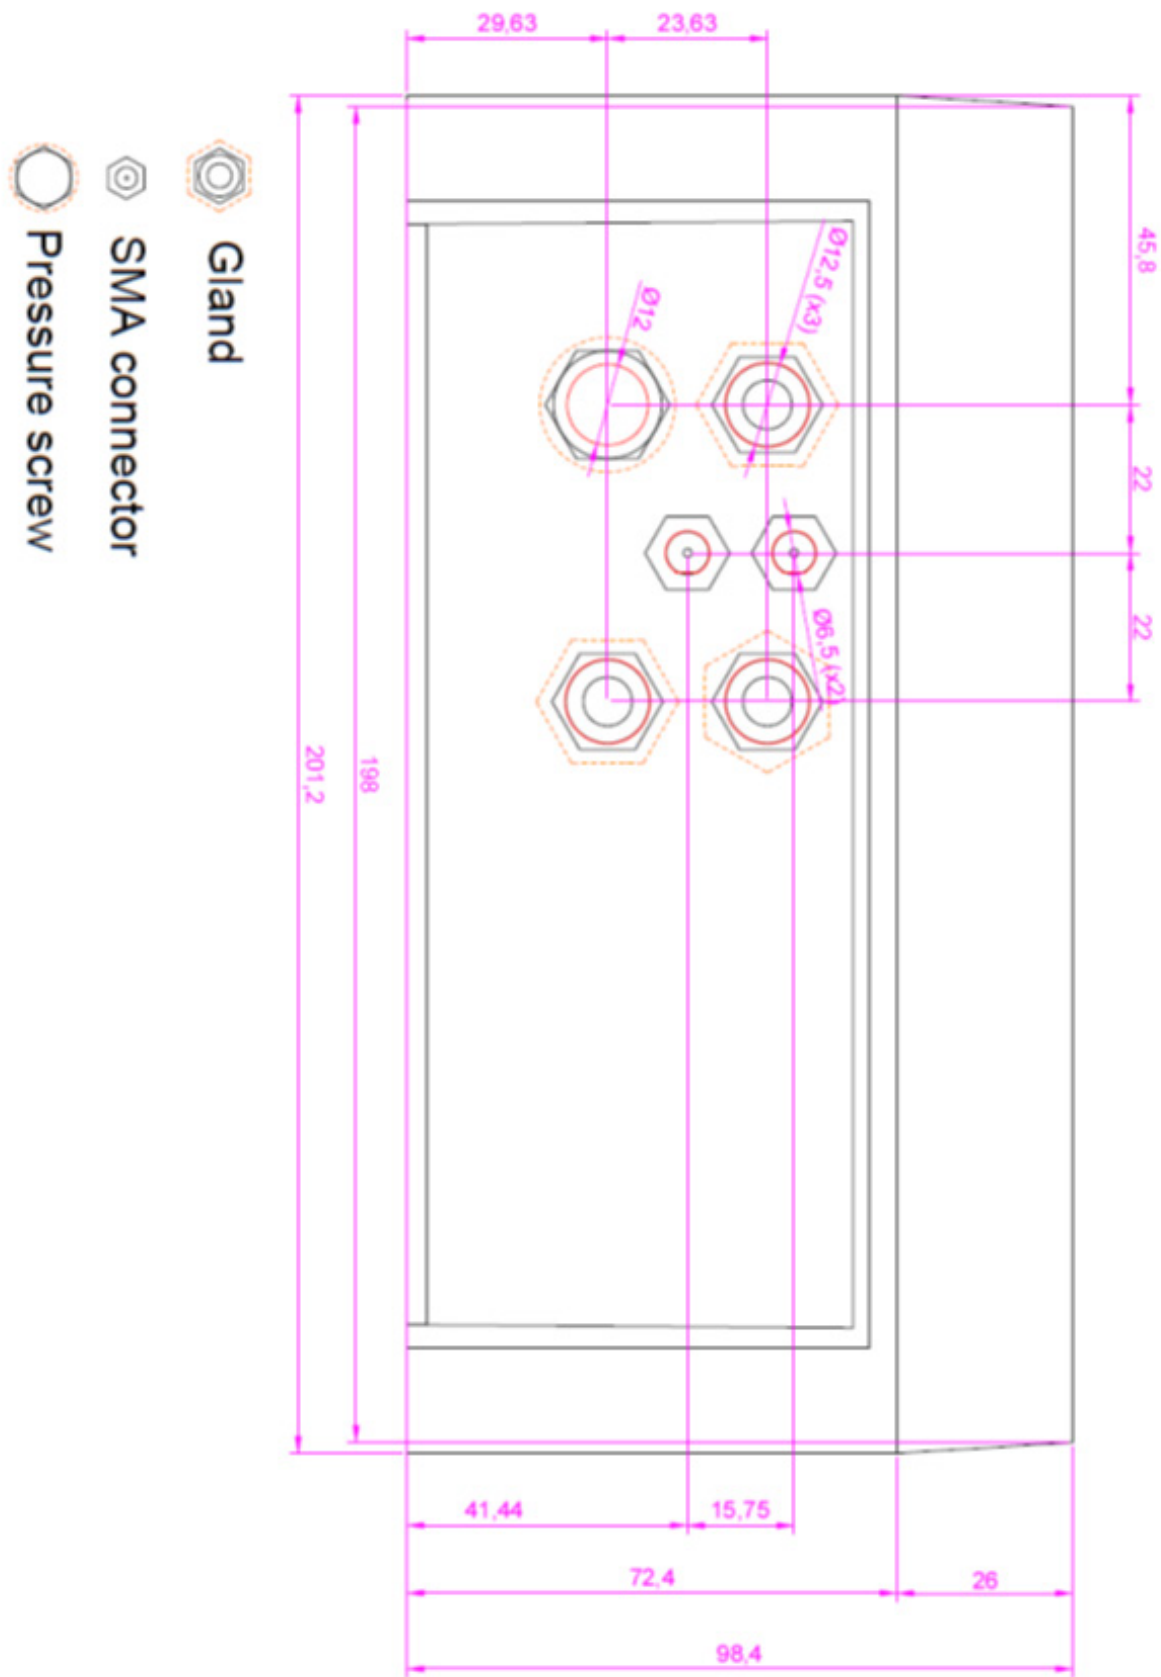 29,63
23,63
45,8
22
22
Ø12,5 (x3)
Ø12
Ø6,5 (x2)
198
201,2
41,44
15,75
72,4
26
98,4
Gland
SMA connector
Pressure screw